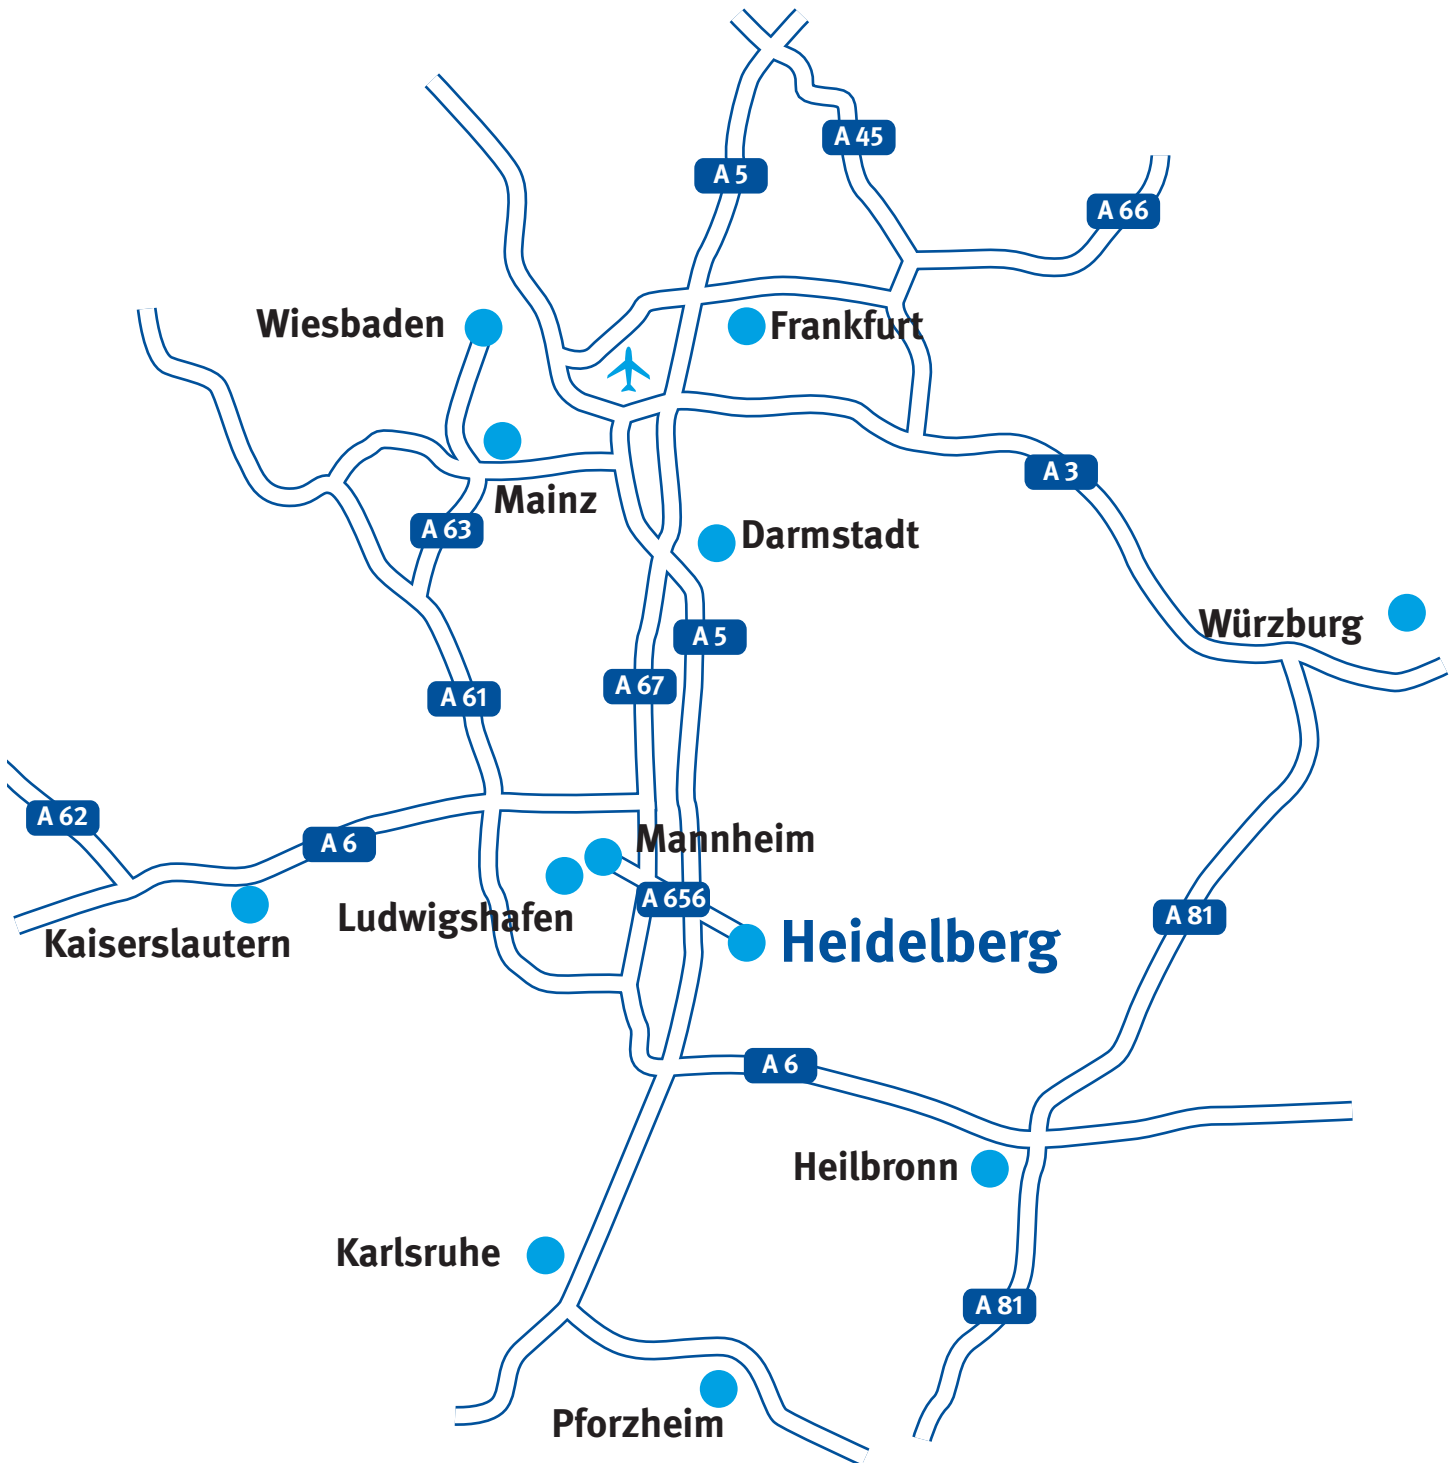 A 45
A 5
A 66
Wiesbaden
Frankfurt
A 3
Mainz
A 63
Darmstadt
Würzburg
A 5
A 67
A 61
A 62
A 6
Mannheim
A 656
Ludwigshafen
A 81
Kaiserslautern
Heidelberg
A 6
Heilbronn
Karlsruhe
A 81
Pforzheim